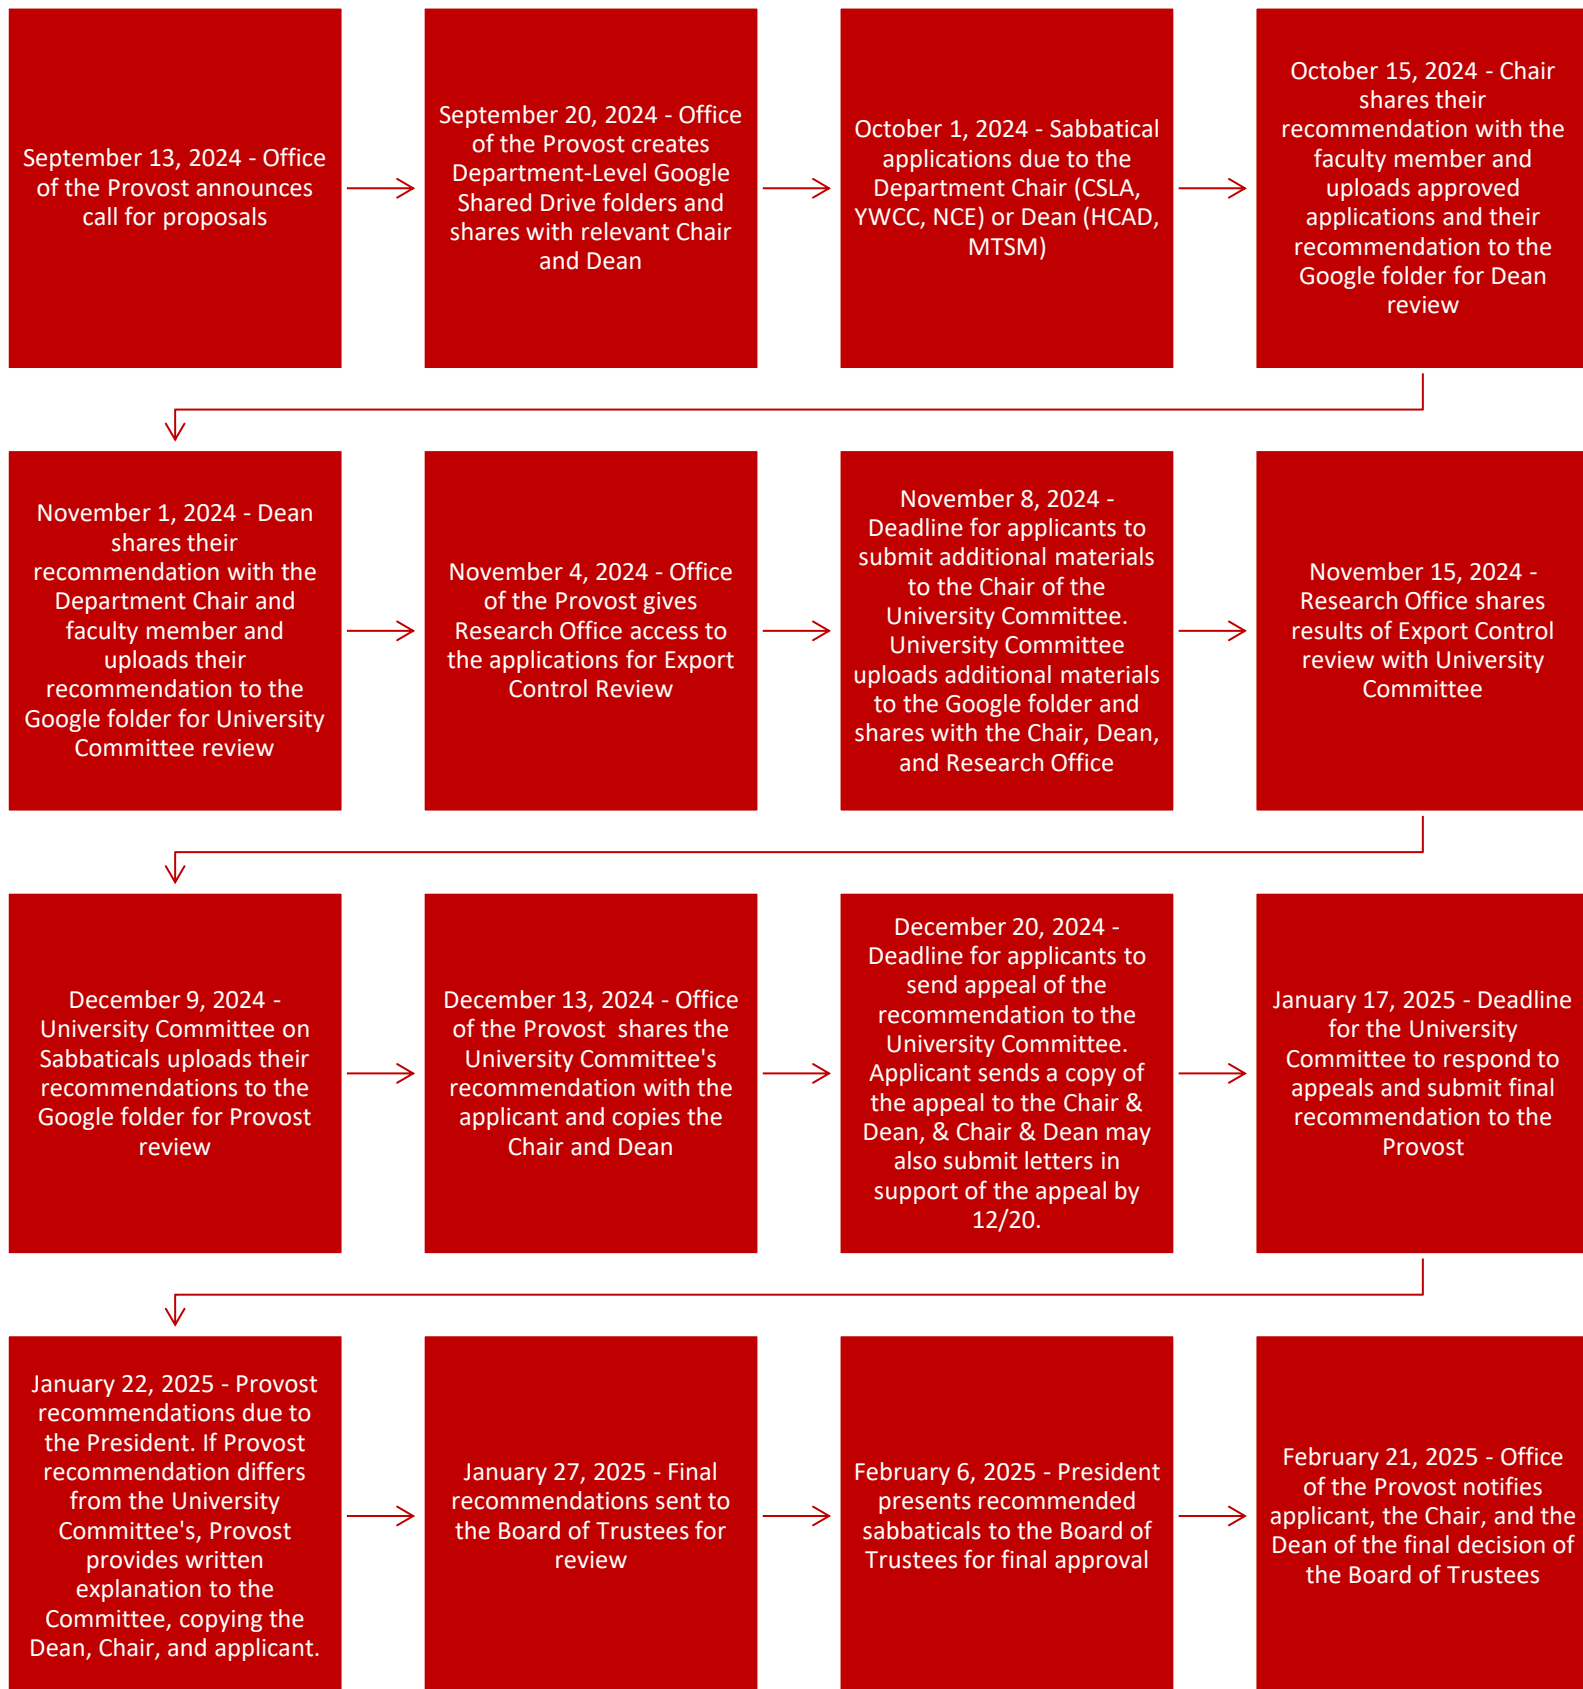 September 13, 2024 - Office
of the Provost announces
call for proposals
September 20, 2024 - Office
of the Provost creates
Department-Level Google
Shared Drive folders and
shares with relevant Chair
and Dean
October 1, 2024 - Sabbatical
applications due to the
Department Chair (CSLA,
YWCC, NCE) or Dean (HCAD,
MTSM)
October 15, 2024 - Chair
shares their
recommendation with the
faculty member and
uploads approved
applications and their
recommendation to the
Google folder for Dean
review
November 1, 2024 - Dean
shares their
recommendation with the
Department Chair and
faculty member and
uploads their
recommendation to the
Google folder for University
Committee review
November 4, 2024 - Office
of the Provost gives
Research Office access to
the applications for Export
Control Review
November 8, 2024 -
Deadline for applicants to
submit additional materials
to the Chair of the
University Committee.
University Committee
uploads additional materials
to the Google folder and
shares with the Chair, Dean,
and Research Office
November 15, 2024 -
Research Office shares
results of Export Control
review with University
Committee
December 9, 2024 -
University Committee on
Sabbaticals uploads their
recommendations to the
Google folder for Provost
review
December 13, 2024 - Office
of the Provost  shares the
University Committee's
recommendation with the
applicant and copies the
Chair and Dean
December 20, 2024 -
Deadline for applicants to
send appeal of the
recommendation to the
University Committee.
Applicant sends a copy of
the appeal to the Chair &
Dean, & Chair & Dean may
also submit letters in
support of the appeal by
12/20.
January 17, 2025 - Deadline
for the University
Committee to respond to
appeals and submit final
recommendation to the
Provost
January 22, 2025 - Provost
recommendations due to
the President. If Provost
recommendation differs
from the University
Committee's, Provost
provides written
explanation to the
Committee, copying the
Dean, Chair, and applicant.
January 27, 2025 - Final
recommendations sent to
the Board of Trustees for
review
February 6, 2025 - President
presents recommended
sabbaticals to the Board of
Trustees for final approval
February 21, 2025 - Office
of the Provost notifies
applicant, the Chair, and the
Dean of the final decision of
the Board of Trustees